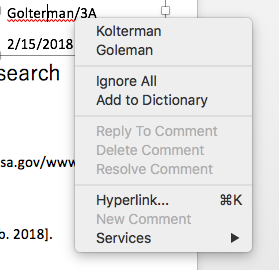 Golterman/3A
2/15/2018
search
sa.gov/www
o. 2018].
Kolterman
Goleman
Ignore All
Add to Dictionary
Reply To Comment
Delete Comment
Resolve Comment
Hyperlink... ⌘K
New Comment
Services ▶